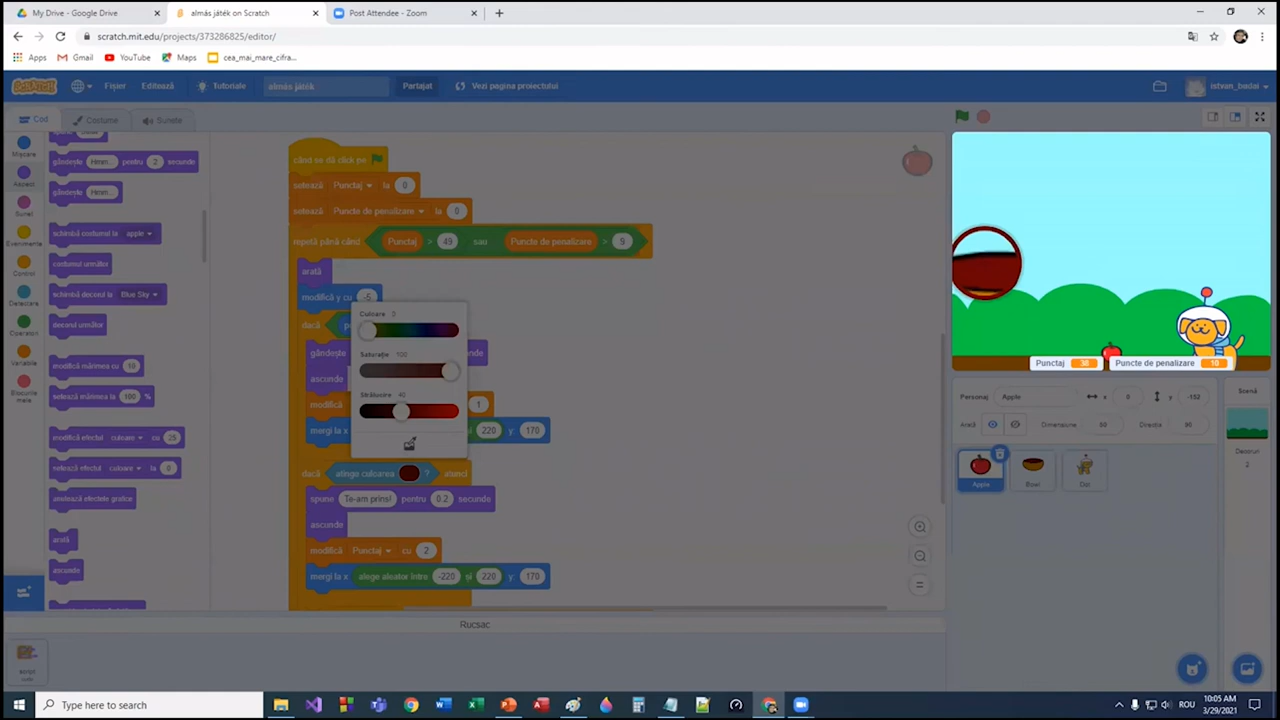 My Drive - Google Drive
almás játék on Scratch
Post Attendee - Zoom
scratch.mit.edu/projects/373286825/editor/
Apps
Gmail
YouTube
Maps
cea_mai_mare_cifra...
SCRATCH
Fișier
Editează
Tutoriale
almás játék
Partajat
Vezi pagina proiectului
istvan_budai
Cod
Costume
Sunete
Mișcare
Aspect
Sunet
Evenimente
Control
Detectare
Operatori
Variabile
Blocurile mele
gândește Hmm... pentru 2 secunde
gândește Hmm...
schimbă costumul la apple
costumul următor
schimbă decorul la Blue Sky
decorul următor
modifică mărimea cu 10
setează mărimea la 100 %
modifică efectul culoare cu 25
setează efectul culoare la 0
anulează efectele grafice
arată
ascunde
când se dă click pe
setează Punctaj la 0
setează Puncte de penalizare la 0
repetă până când Punctaj > 49 sau Puncte de penalizare > 9
arată
modifică y cu -5
dacă
gândește
ascunde
modifică 1
mergi la x 220 y: 170
Culoare 0
Saturație 100
Strălucire 40
dacă atinge culoarea ? atunci
spune Te-am prins! pentru 0.2 secunde
ascunde
modifică Punctaj cu 2
mergi la x alege aleator între -220 și 220 y: 170
Punctaj 38
Puncte de penalizare 10
Personaj Apple x 0 y -152
Arată Dimensiune 80 Direcția 90
Apple
Bowl
Dot
Scenă
Decoruri
2
Rucsac
script
Type here to search
ROU
10:05 AM
3/29/2021